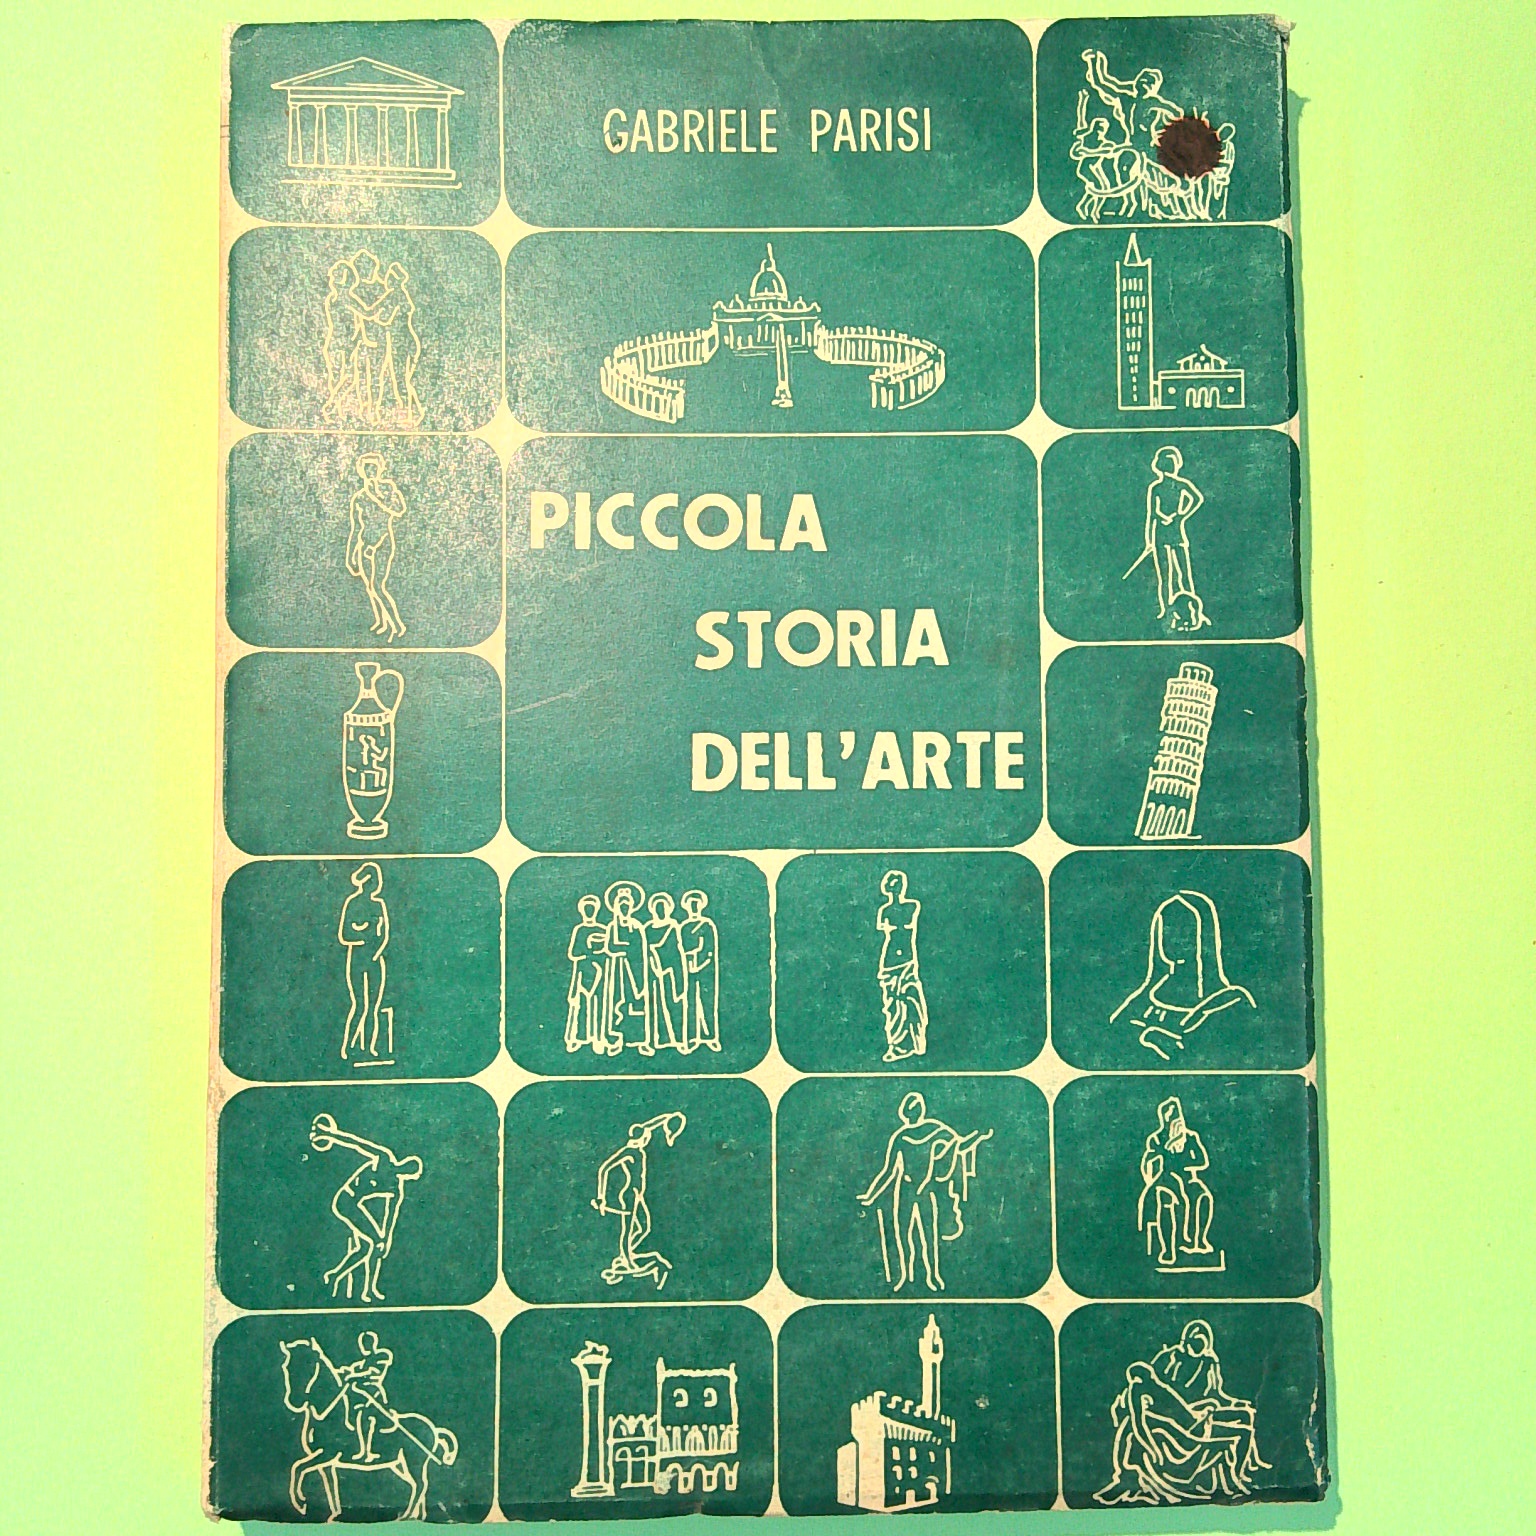 GABRIELE PARISI
PICCOLA
STORIA
DELL'ARTE